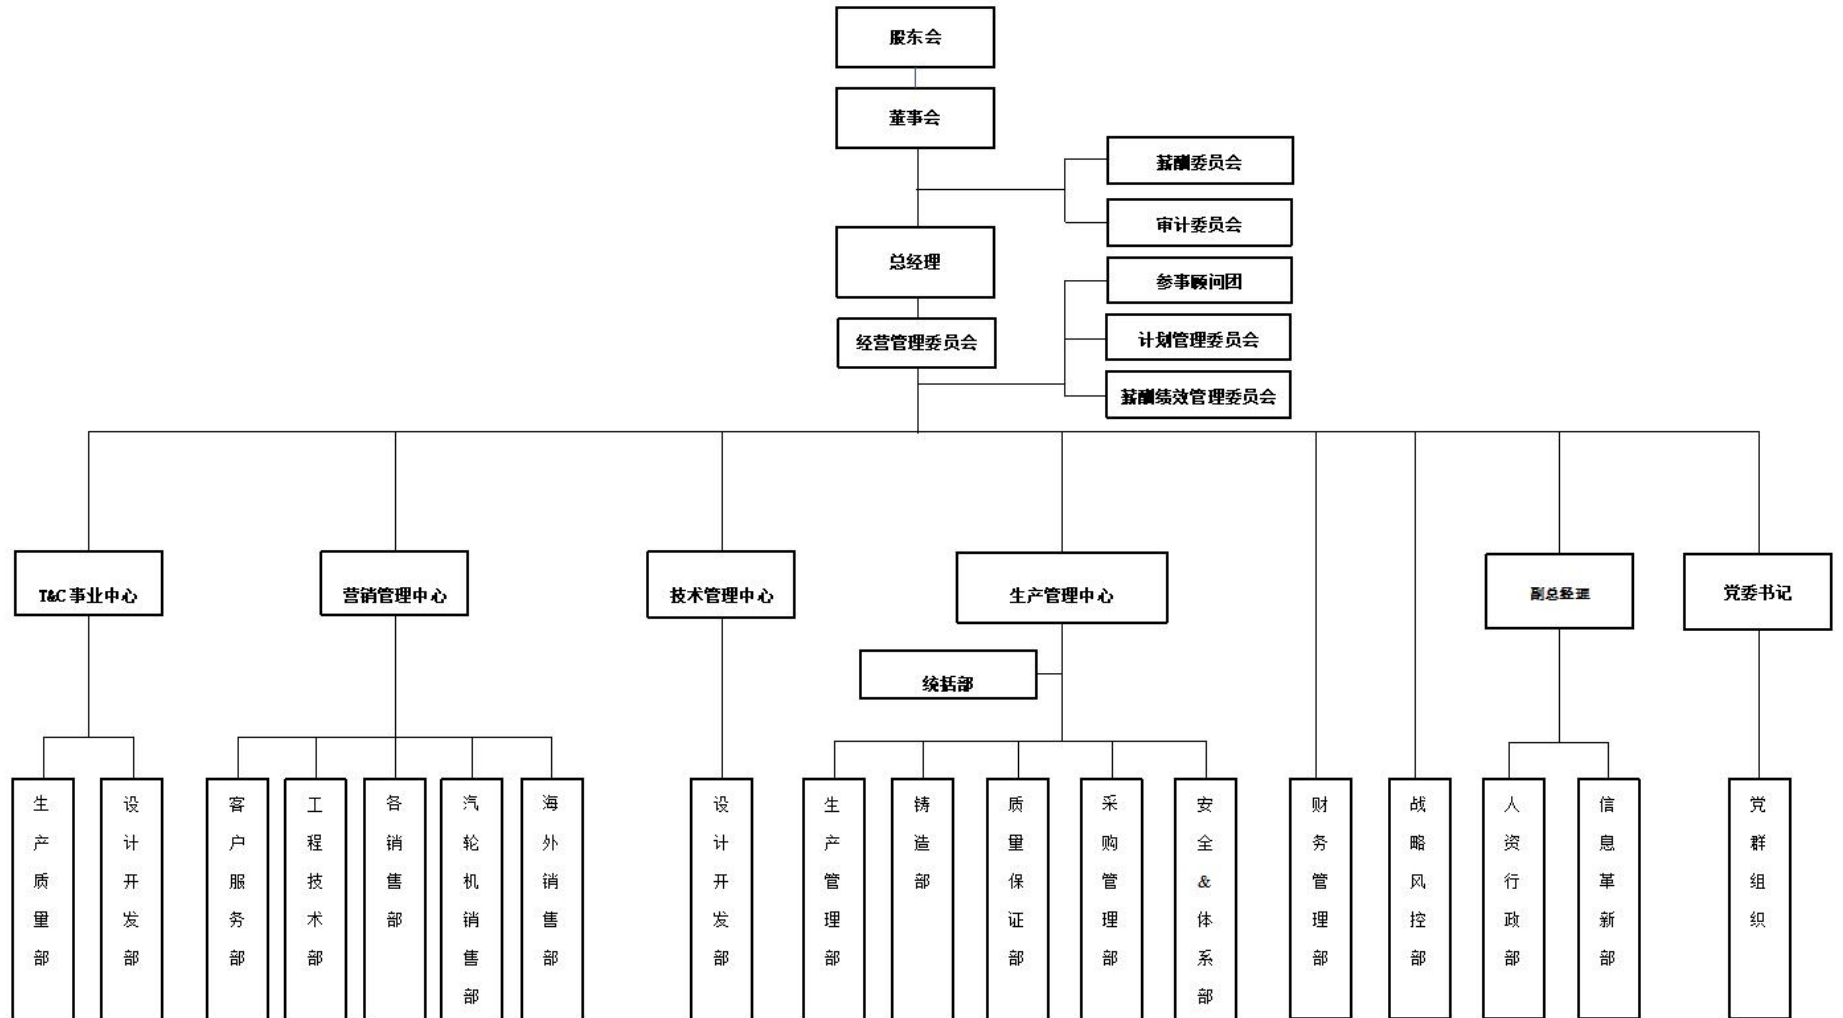 股东会
董事会
薪酬委员会
审计委员会
总经理
参事顾问团
经营管理委员会
计划管理委员会
薪酬绩效管理委员会
T&C事业中心
营销管理中心
技术管理中心
生产管理中心
副总经理
党委书记
统括部
生产质量部
设计开发部
客户服务部
工程技术部
各销售部
汽轮机销售部
海外销售部
设计开发部
生产管理部
铸造部
质量保证部
采购管理部
安全&体系部
财务管理部
战略风控部
人资行政部
信息革新部
党群组织